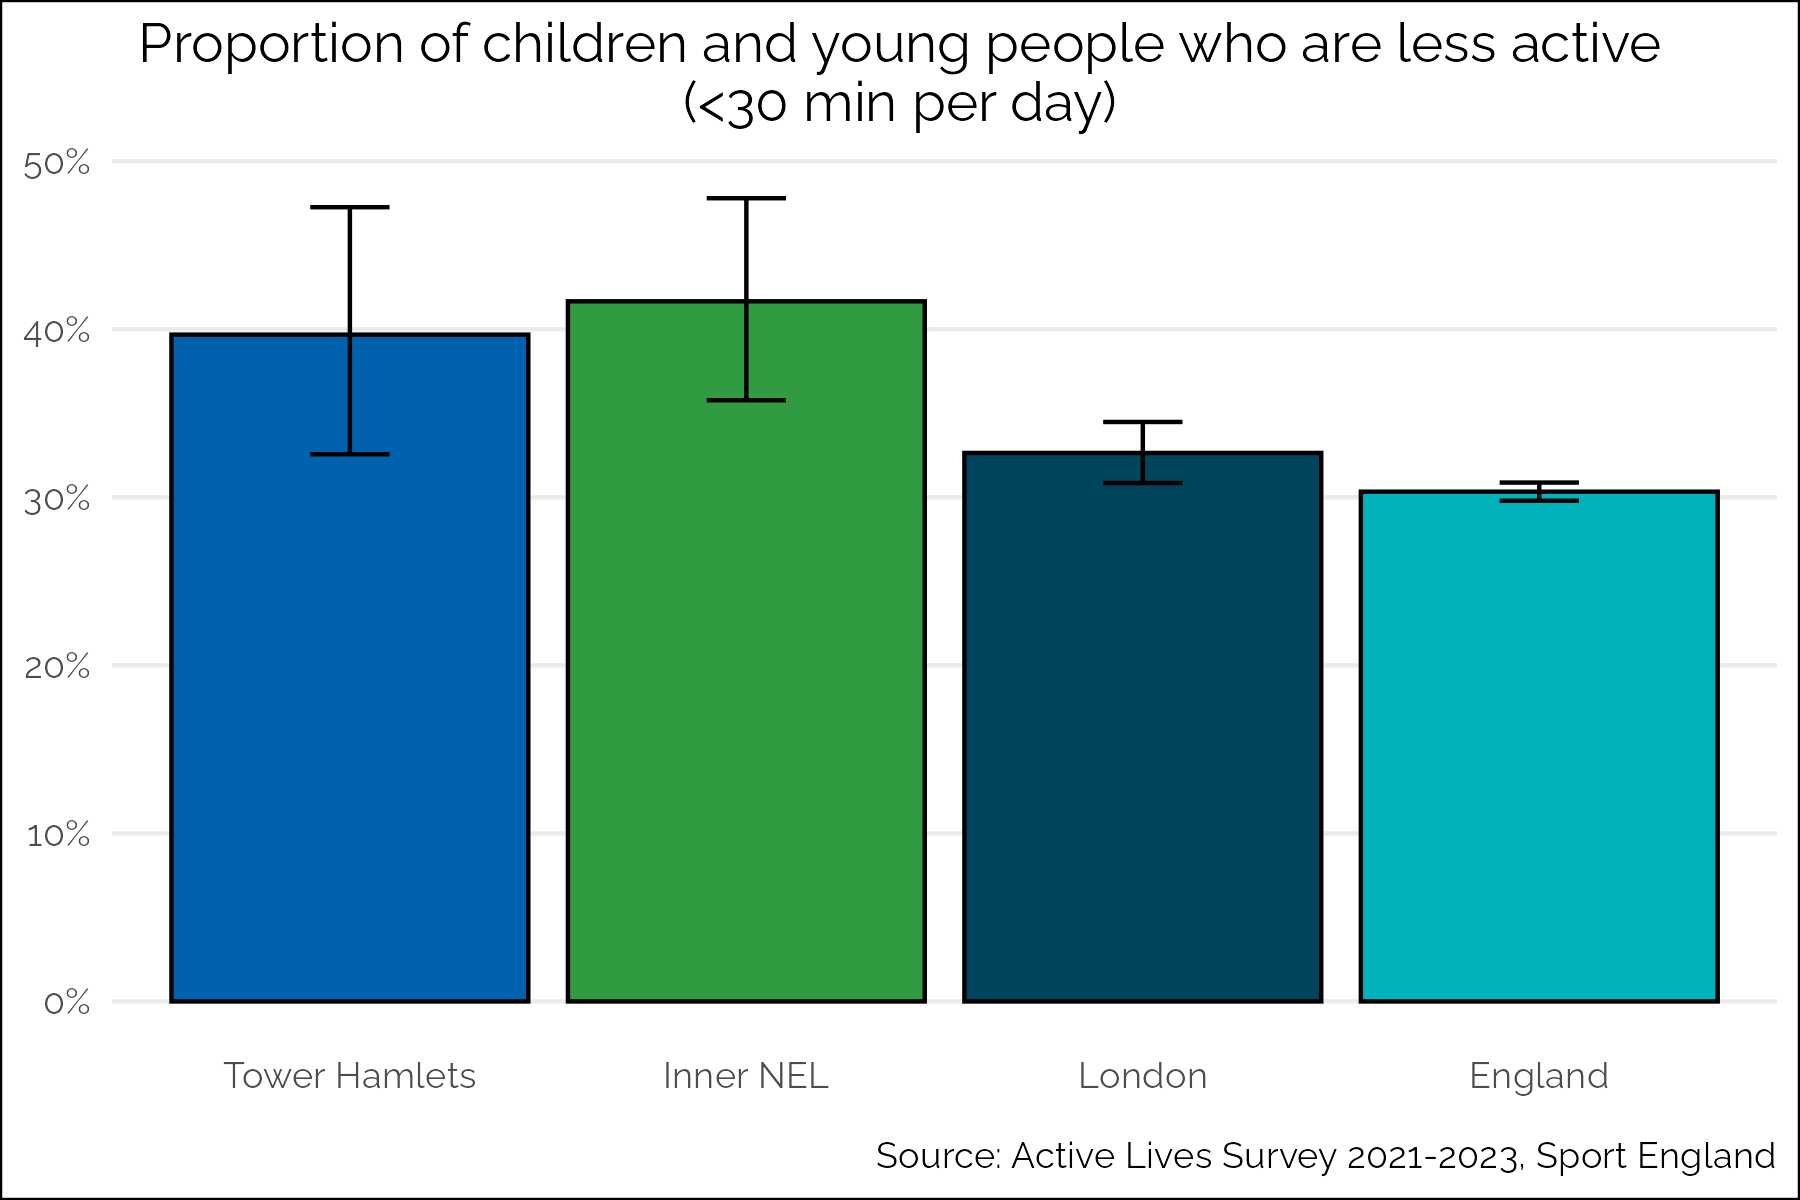 Proportion of children and young people who are less active
(<30 min per day)
50%
40%
30%
20%
10%
0%
Tower Hamlets
Inner NEL
London
England
Source: Active Lives Survey 2021-2023, Sport England